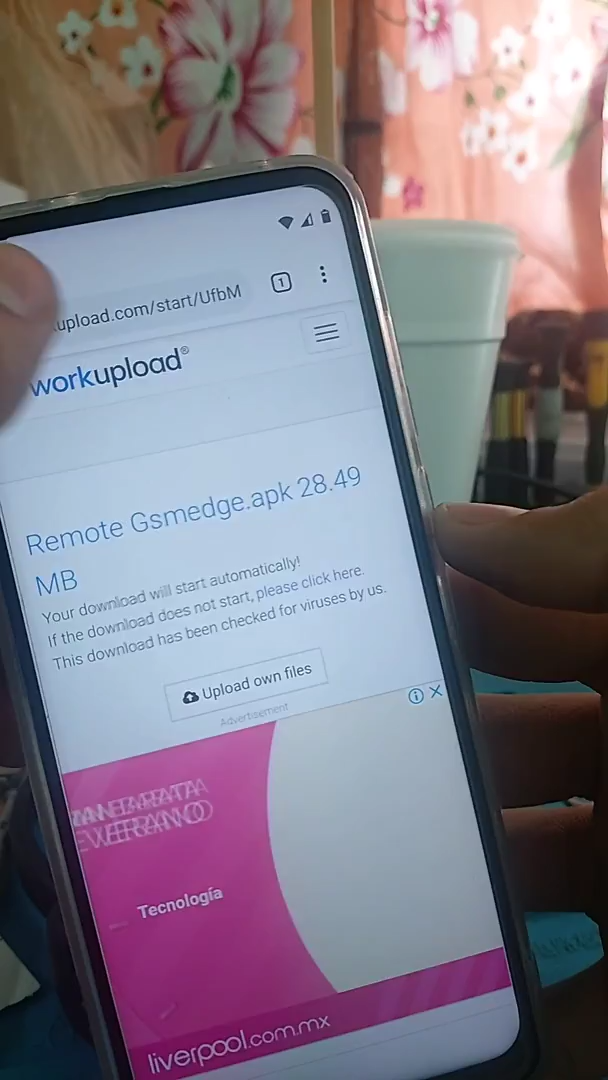 upload.com/start/UfbM
1
workupload®
Remote Gsmedge.apk 28.49
MB
Your download will start automatically!
If the download does not start, please click here.
This download has been checked for viruses by us.
Upload own files
Advertisement
Tecnología
liverpool.com.mx